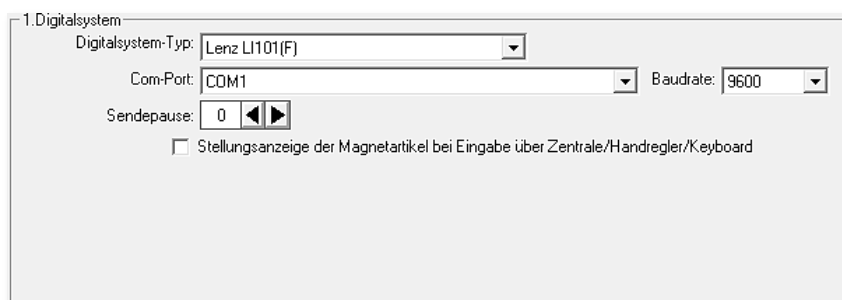 1.Digitalsystem
Digitalsystem-Typ: Lenz LI101(F)
Com-Port: COM1 Baudrate: 9600
Sendepause: 0
Stellungsanzeige der Magnetartikel bei Eingabe über Zentrale/Handregler/Keyboard